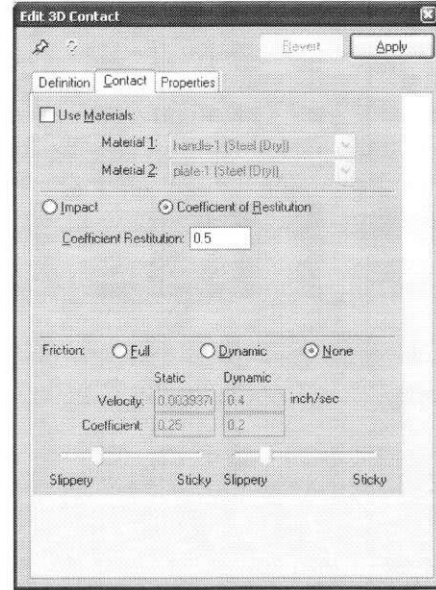 Edit 3D Contact
Revert Apply
Definition Contact Properties
Use Materials
Material 1: handle-1 (Steel (Dry))
Material 2: plate-1 (Steel (Dry))
Impact Coefficient of Restitution
Coefficient Restitution: 0.5
Friction: Full Dynamic None
Static Dynamic
Velocity: 0.003937 0.4 inch/sec
Coefficient: 0.25 0.2
Slippery Sticky Slippery Sticky